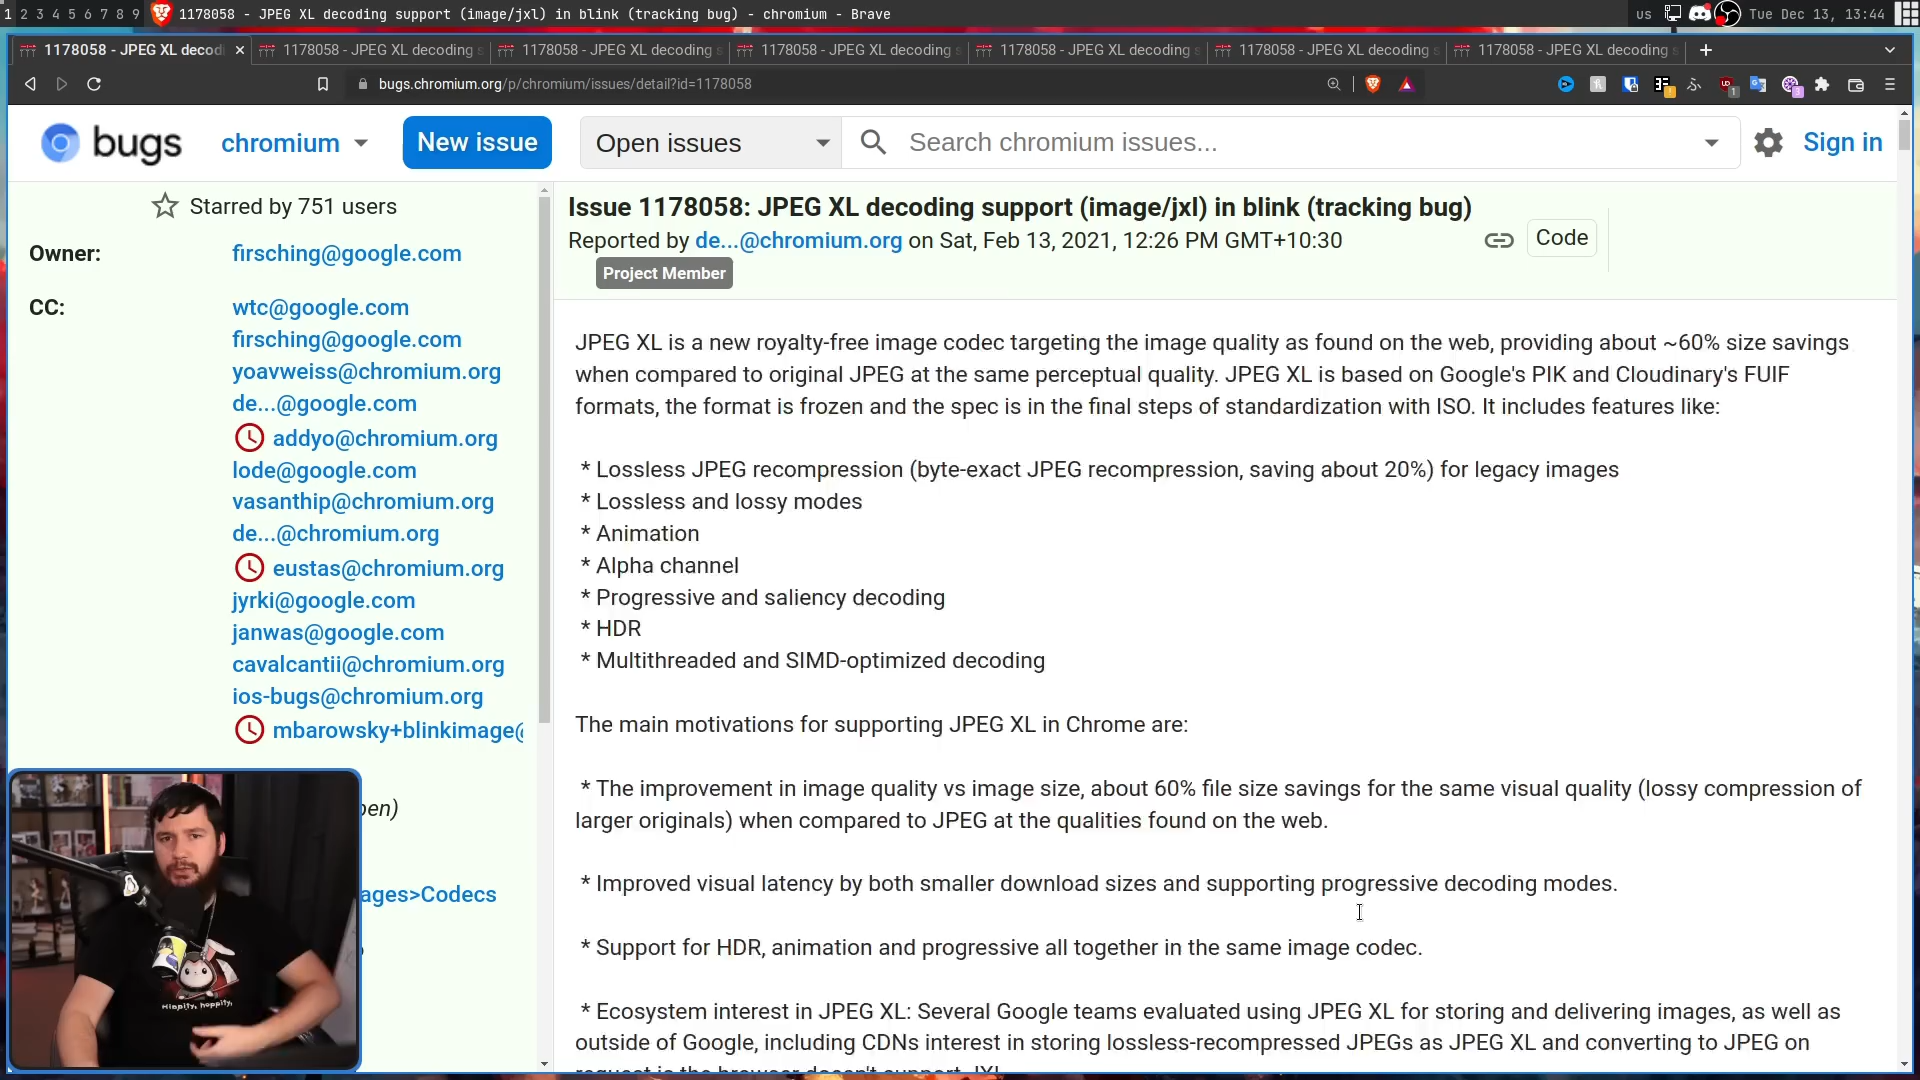 1 2 3 4 5 6 7 8 9 1178058 - JPEG XL decoding support (image/jxl) in blink (tracking bug) - chromium - Brave us Tue Dec 13, 13:44
1178058 - JPEG XL decodi 1178058 - JPEG XL decoding s 1178058 - JPEG XL decoding s 1178058 - JPEG XL decoding s 1178058 - JPEG XL decoding s 1178058 - JPEG XL decoding s 1178058 - JPEG XL decoding s
bugs.chromium.org/p/chromium/issues/detail?id=1178058
bugs chromium New issue Open issues Search chromium issues... Sign in
Starred by 751 users
Owner: firsching@google.com
CC: wtc@google.com
firsching@google.com
yoavweiss@chromium.org
de...@google.com
addyo@chromium.org
lode@google.com
vasanthip@chromium.org
de...@chromium.org
eustas@chromium.org
jyrki@google.com
janwas@google.com
cavalcantii@chromium.org
ios-bugs@chromium.org
mbarowsky+blinkimage@
pen)
ages>Codecs
Hippity, hoppity,
Issue 1178058: JPEG XL decoding support (image/jxl) in blink (tracking bug)
Reported by de...@chromium.org on Sat, Feb 13, 2021, 12:26 PM GMT+10:30
Code
Project Member
JPEG XL is a new royalty-free image codec targeting the image quality as found on the web, providing about ~60% size savings
when compared to original JPEG at the same perceptual quality. JPEG XL is based on Google's PIK and Cloudinary's FUIF
formats, the format is frozen and the spec is in the final steps of standardization with ISO. It includes features like:
* Lossless JPEG recompression (byte-exact JPEG recompression, saving about 20%) for legacy images
* Lossless and lossy modes
* Animation
* Alpha channel
* Progressive and saliency decoding
* HDR
* Multithreaded and SIMD-optimized decoding
The main motivations for supporting JPEG XL in Chrome are:
* The improvement in image quality vs image size, about 60% file size savings for the same visual quality (lossy compression of
larger originals) when compared to JPEG at the qualities found on the web.
* Improved visual latency by both smaller download sizes and supporting progressive decoding modes.
* Support for HDR, animation and progressive all together in the same image codec.
* Ecosystem interest in JPEG XL: Several Google teams evaluated using JPEG XL for storing and delivering images, as well as
outside of Google, including CDNs interest in storing lossless-recompressed JPEGs as JPEG XL and converting to JPEG on
request is the browser doesn't support JXL